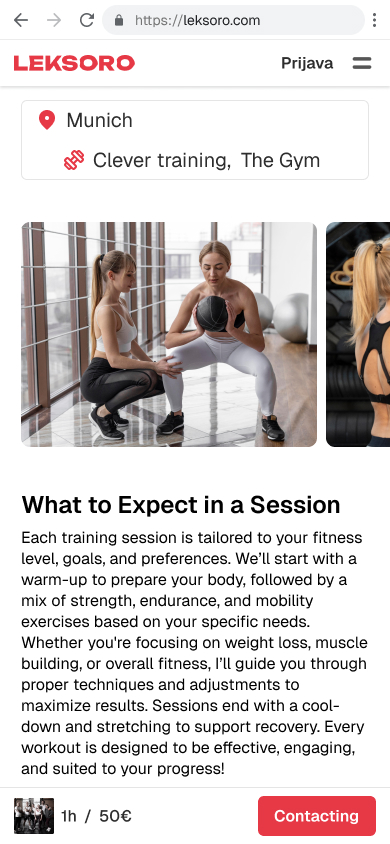 https://leksoro.com
LEKSORO
Prijava
Munich
Clever training, The Gym
What to Expect in a Session
Each training session is tailored to your fitness
level, goals, and preferences. We'll start with a
warm-up to prepare your body, followed by a
mix of strength, endurance, and mobility
exercises based on your specific needs.
Whether you're focusing on weight loss, muscle
building, or overall fitness, I'll guide you through
proper techniques and adjustments to
maximize results. Sessions end with a cool-
down and stretching to support recovery. Every
workout is designed to be effective, engaging,
and suited to your progress!
1h / 50€
Contacting